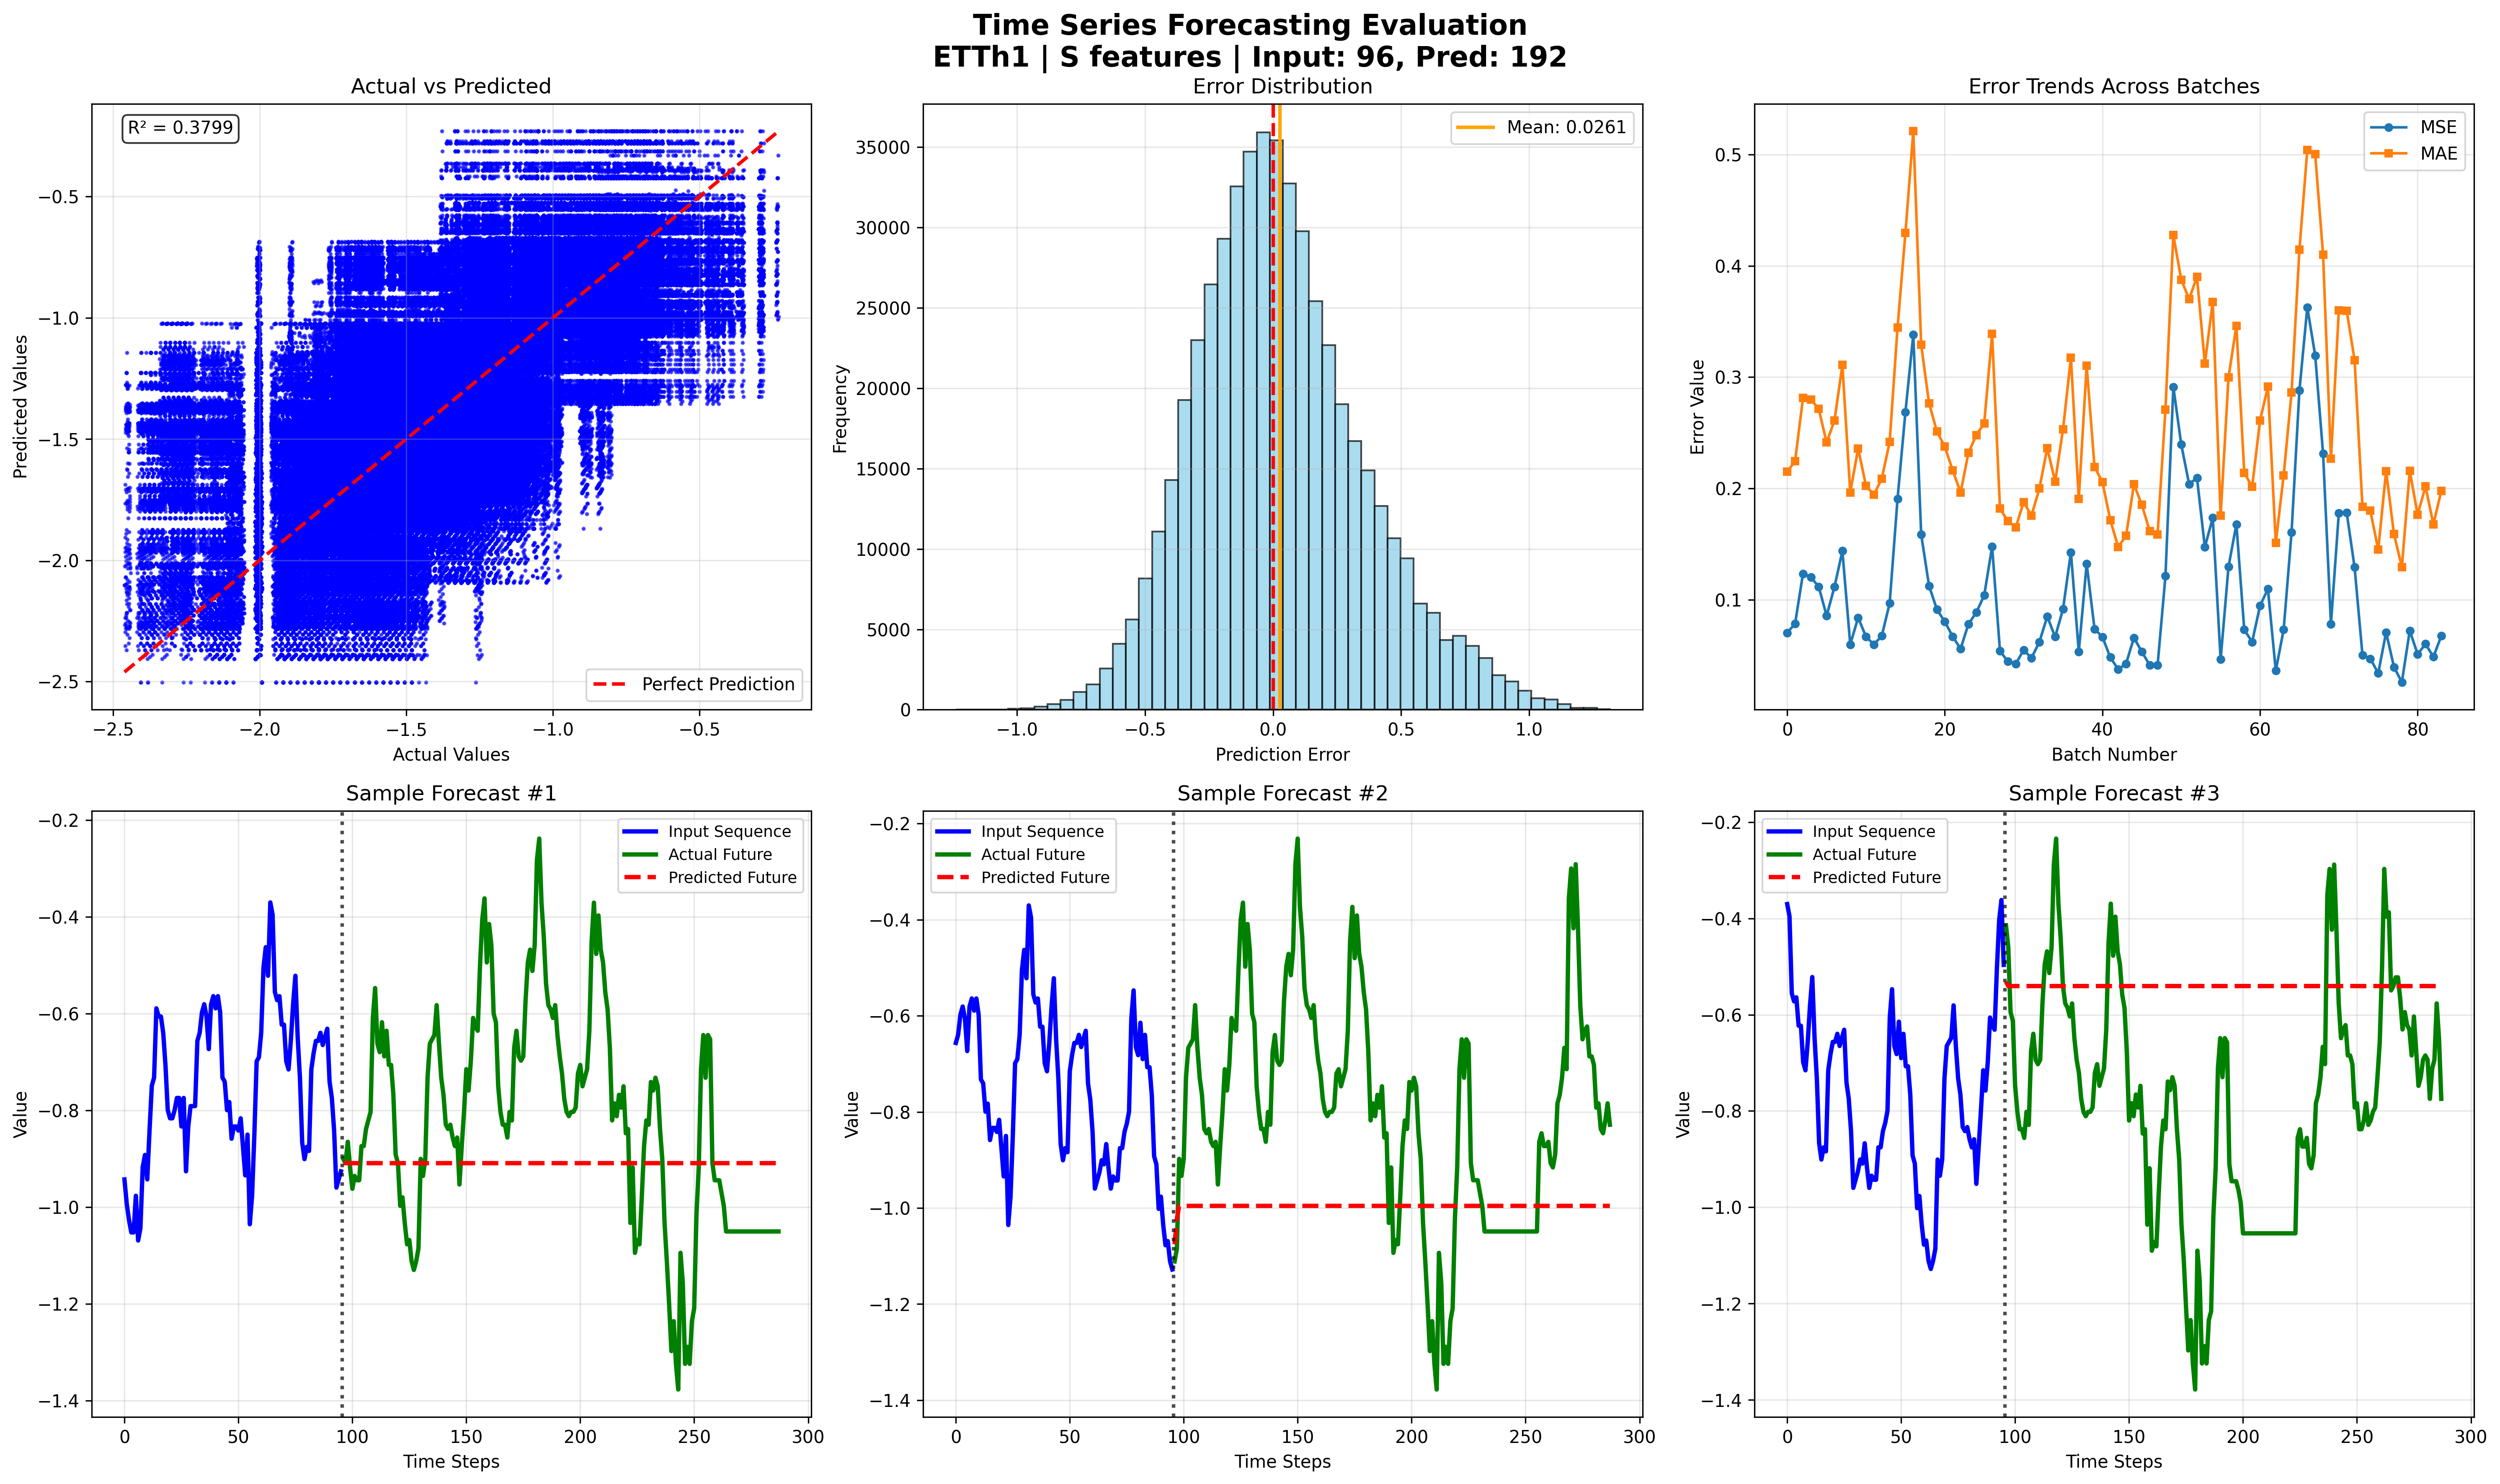 Time Series Forecasting Evaluation
ETTh1 | S features | Input: 96, Pred: 192
Actual vs Predicted
R² = 0.3799
Predicted Values
−0.5
−1.0
−1.5
−2.0
−2.5
Perfect Prediction
−2.5 −2.0 −1.5 −1.0 −0.5
Actual Values
Error Distribution
Mean: 0.0261
Frequency
35000
30000
25000
20000
15000
10000
5000
0
−1.0 −0.5 0.0 0.5 1.0
Prediction Error
Error Trends Across Batches
MSE
MAE
Error Value
0.5
0.4
0.3
0.2
0.1
0 20 40 60 80
Batch Number
Sample Forecast #1
Input Sequence
Actual Future
Predicted Future
Value
−0.2
−0.4
−0.6
−0.8
−1.0
−1.2
−1.4
0 50 100 150 200 250 300
Time Steps
Sample Forecast #2
Input Sequence
Actual Future
Predicted Future
Value
−0.2
−0.4
−0.6
−0.8
−1.0
−1.2
−1.4
0 50 100 150 200 250 300
Time Steps
Sample Forecast #3
Input Sequence
Actual Future
Predicted Future
Value
−0.2
−0.4
−0.6
−0.8
−1.0
−1.2
−1.4
0 50 100 150 200 250 300
Time Steps